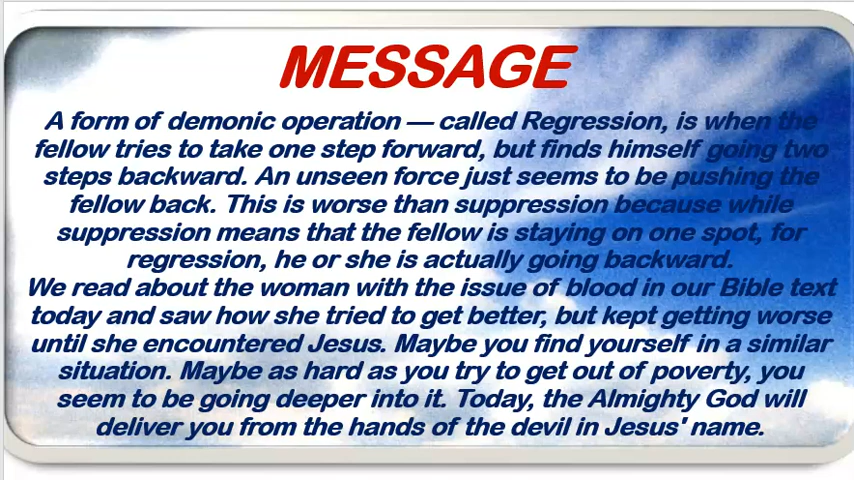 MESSAGE
A form of demonic operation — called Regression, is when the
fellow tries to take one step forward, but finds himself going two
steps backward. An unseen force just seems to be pushing the
fellow back. This is worse than suppression because while
suppression means that the fellow is staying on one spot, for
regression, he or she is actually going backward.
We read about the woman with the issue of blood in our Bible text
today and saw how she tried to get better, but kept getting worse
until she encountered Jesus. Maybe you find yourself in a similar
situation. Maybe as hard as you try to get out of poverty, you
seem to be going deeper into it. Today, the Almighty God will
deliver you from the hands of the devil in Jesus' name.